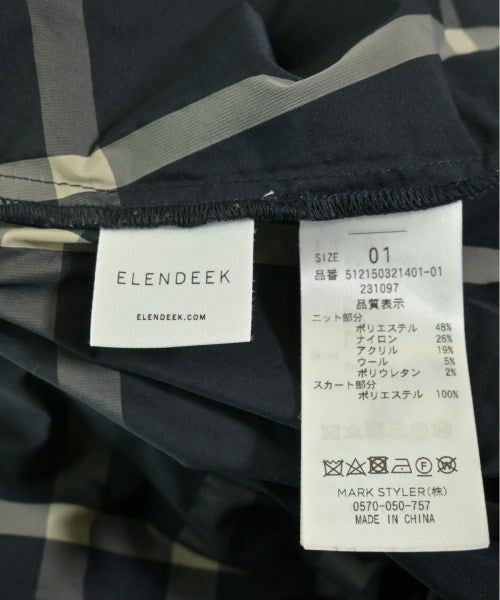 ELENDEEK
ELENDEEK.COM
SIZE 01
品番 512150321401-01
231097
品質表示
ニット部分
ポリエステル 48%
ナイロン 26%
アクリル 19%
ウール 5%
ポリウレタン 2%
スカート部分
ポリエステル 100%
MARK STYLER(株)
0570-050-757
MADE IN CHINA